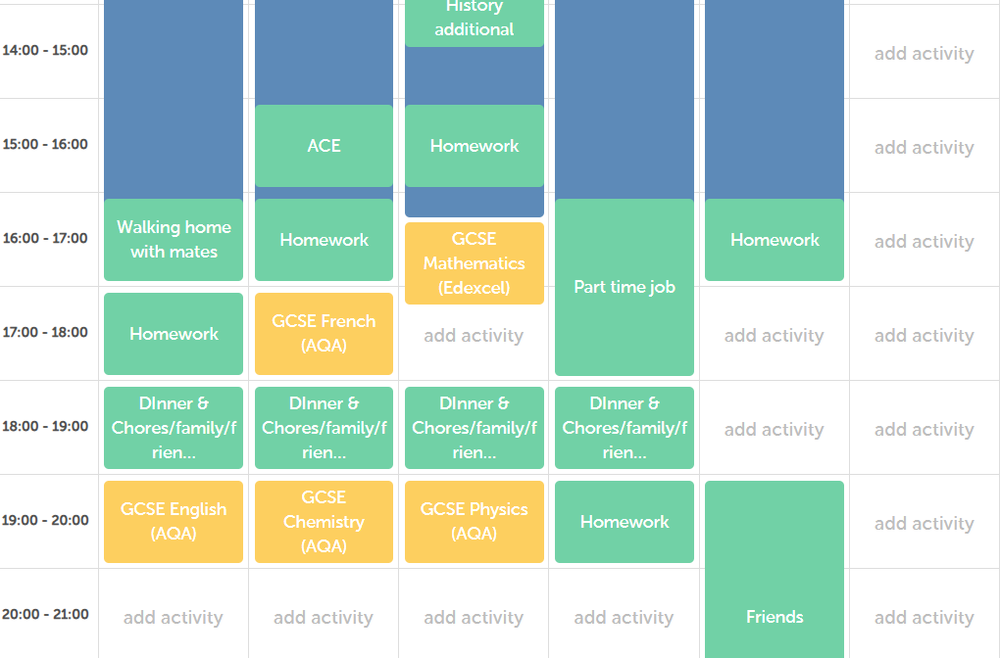 History
additional
14:00 - 15:00
add activity
15:00 - 16:00
ACE
Homework
add activity
16:00 - 17:00
Walking home
with mates
Homework
GCSE
Mathematics
(Edexcel)
Part time job
Homework
add activity
17:00 - 18:00
Homework
GCSE French
(AQA)
add activity
add activity
add activity
18:00 - 19:00
DInner &
Chores/family/f
rien...
DInner &
Chores/family/f
rien...
DInner &
Chores/family/f
rien...
DInner &
Chores/family/f
rien...
add activity
add activity
19:00 - 20:00
GCSE English
(AQA)
GCSE
Chemistry
(AQA)
GCSE Physics
(AQA)
Homework
add activity
20:00 - 21:00
add activity
add activity
add activity
add activity
Friends
add activity